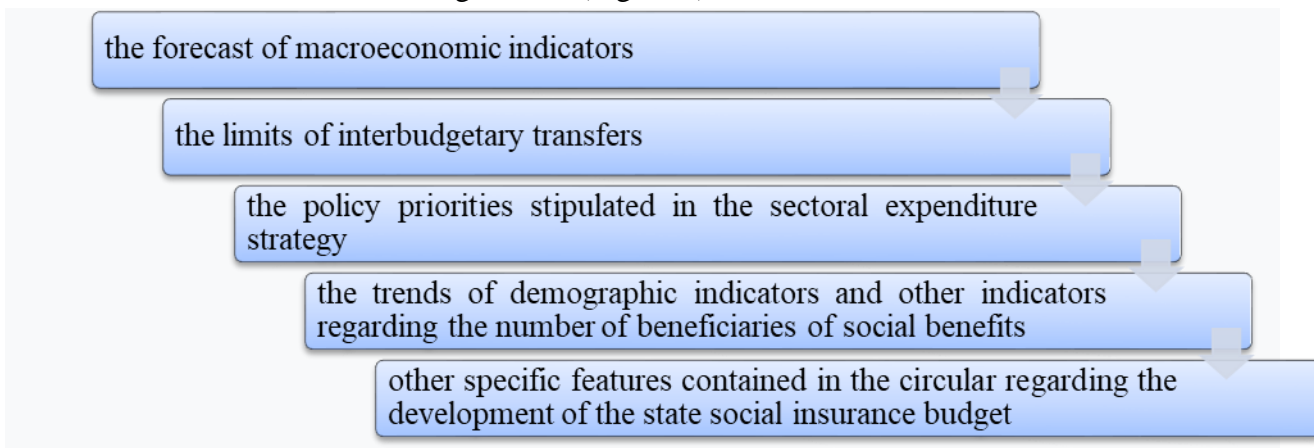 the forecast of macroeconomic indicators
the limits of interbudgetary transfers
the policy priorities stipulated in the sectoral expenditure
strategy
the trends of demographic indicators and other indicators
regarding the number of beneficiaries of social benefits
other specific features contained in the circular regarding the
development of the state social insurance budget